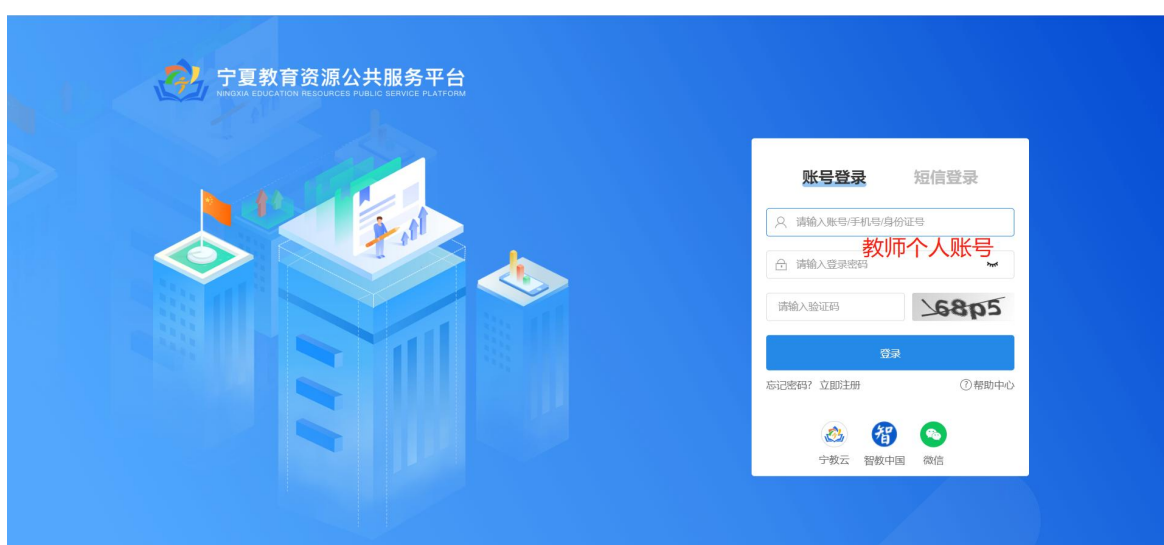 宁夏教育资源公共服务平台
NINGXIA EDUCATION RESOURCES PUBLIC SERVICE PLATFORM
账号登录 短信登录
请输入账号/手机号/身份证号
教师个人账号
请输入登录密码
请输入验证码 68p5
登录
忘记密码? 立即注册 ?帮助中心
智
宁教云 智教中国 微信